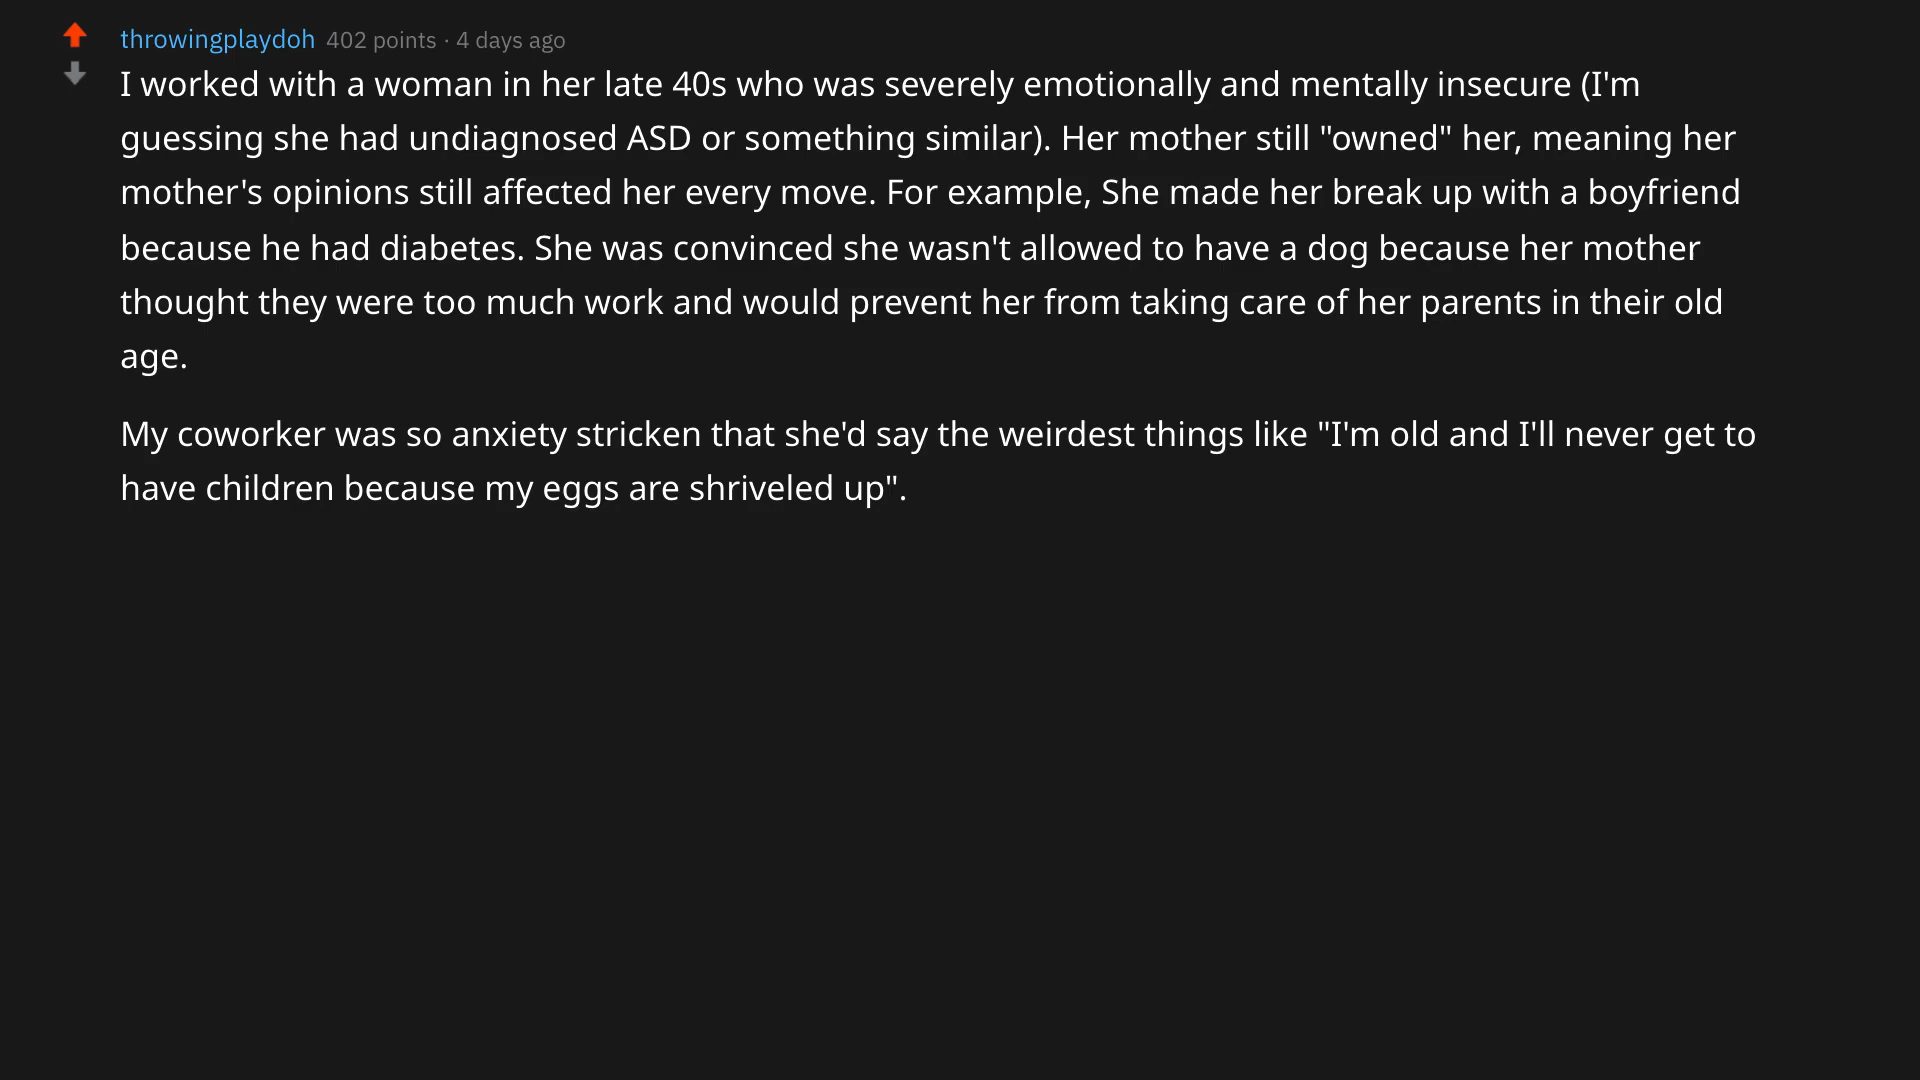 throwingplaydoh 402 points · 4 days ago
I worked with a woman in her late 40s who was severely emotionally and mentally insecure (I'm
guessing she had undiagnosed ASD or something similar). Her mother still "owned" her, meaning her
mother's opinions still affected her every move. For example, She made her break up with a boyfriend
because he had diabetes. She was convinced she wasn't allowed to have a dog because her mother
thought they were too much work and would prevent her from taking care of her parents in their old
age.
My coworker was so anxiety stricken that she'd say the weirdest things like "I'm old and I'll never get to
have children because my eggs are shriveled up".